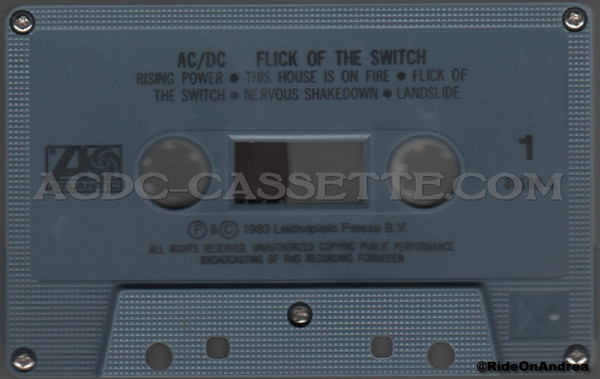 AC/DC FLICK OF THE SWITCH
RISING POWER ● THIS HOUSE IS ON FIRE ● FLICK OF
THE SWITCH ● NERVOUS SHAKEDOWN ● LANDSLIDE
1
ACDC-CASSETTE.COM
Ⓟ & Ⓒ 1983 Leidseplein Presse B.V.
ALL RIGHTS RESERVED. UNAUTHORIZED COPYING PUBLIC PERFORMANCE
BROADCASTING OF THIS RECORDING FORBIDDEN
@RideOnAndrea